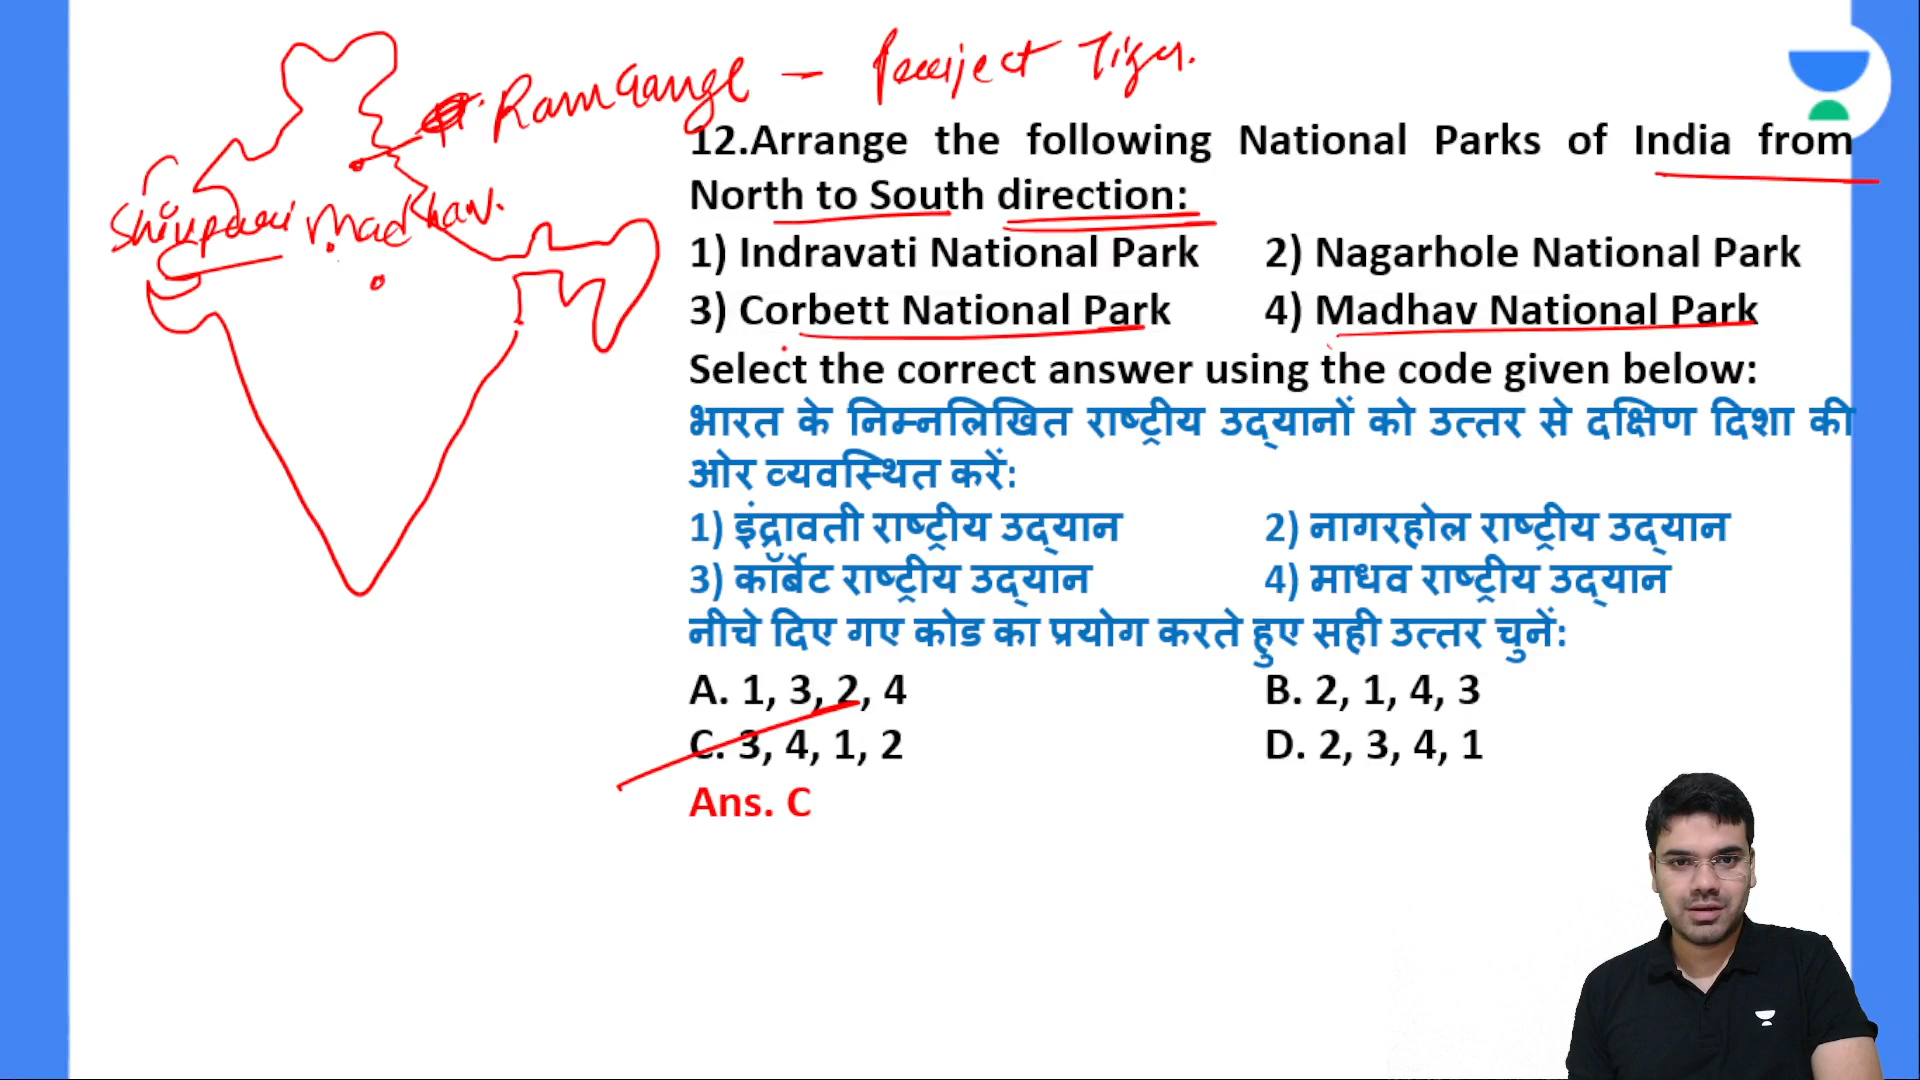 RamGange - Project Tiger.
12.Arrange the following National Parks of India from
North to South direction:
Shivpuri Madhav.
1) Indravati National Park 2) Nagarhole National Park
3) Corbett National Park 4) Madhav National Park
Select the correct answer using the code given below:
भारत के निम्नलिखित राष्ट्रीय उद्यानों को उत्तर से दक्षिण दिशा की
ओर व्यवस्थित करें:
1) इंद्रावती राष्ट्रीय उद्यान 2) नागरहोल राष्ट्रीय उद्यान
3) कॉर्बेट राष्ट्रीय उद्यान 4) माधव राष्ट्रीय उद्यान
नीचे दिए गए कोड का प्रयोग करते हुए सही उत्तर चुनें:
A. 1, 3, 2, 4 B. 2, 1, 4, 3
C. 3, 4, 1, 2 D. 2, 3, 4, 1
Ans. C